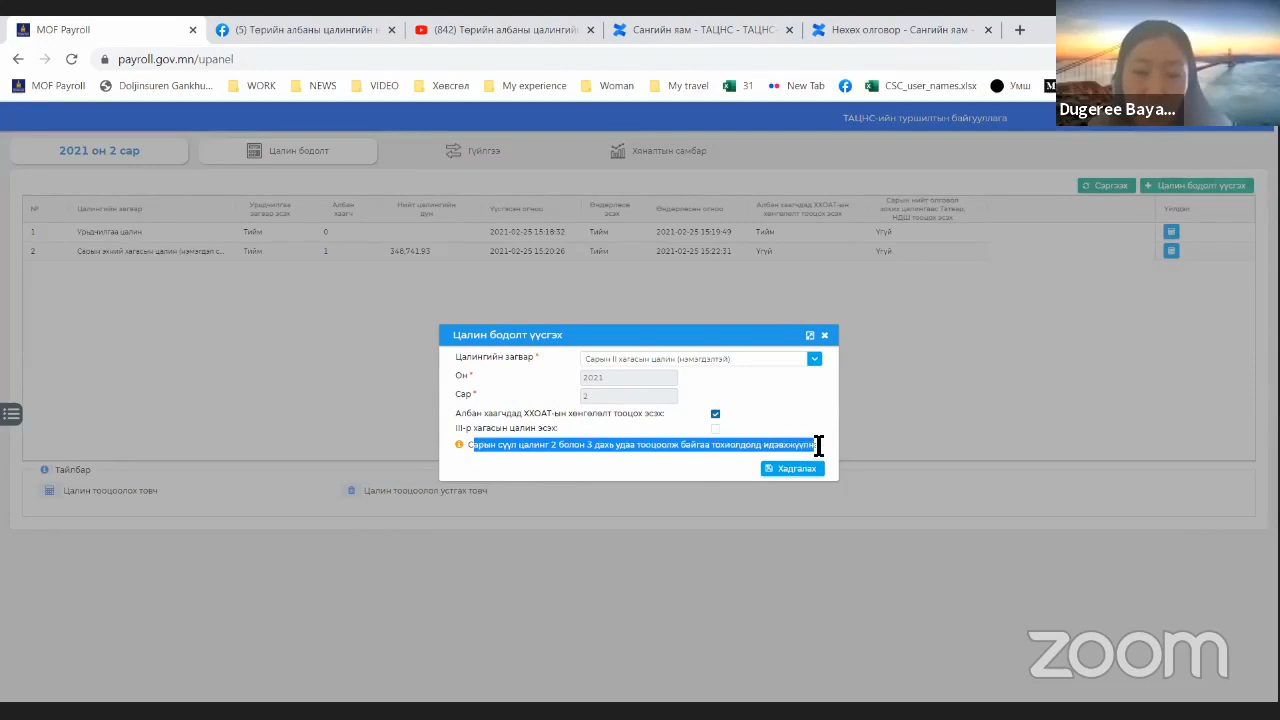 MOF Payroll
(5) Төрийн албаны цалингийн н
(842) Төрийн албаны цалингийн
Сангийн яам - ТАЦНС - ТАЦНС-
Нөхөх олговор - Сангийн яам -
payroll.gov.mn/upanel
MOF Payroll
Doljinsuren Gankhu...
WORK
NEWS
VIDEO
Хөвсгөл
My experience
Woman
My travel
31
New Tab
CSC_user_names.xlsx
Умш
Dugeree Baya...
ТАЦНС-ийн туршилтын байгууллага
2021 он 2 сар
Цалин бодолт
Гүйлгээ
Хяналтын самбар
Сэргээх
Цалин бодолт үүсгэх
№
Цалингийн загвар
Урьдчилгаа загвар эсэх
Албан хаагч
Нийт цалингийн дүн
Үүсгэсэн огноо
Өндөрлөсөн эсэх
Өндөрлөсөн огноо
Албан хаагчдад ХХОАТ-ын хөнгөлөлт тооцох эсэх
Сарын нийт олговол зохих цалингаас Татвар, НДШ тооцох эсэх
Үйлдэл
1 Урьдчилгаа цалин Тийм 0 2021-02-25 15:18:32 Тийм 2021-02-25 15:19:49 Тийм Үгүй
2 Сарын эхний хагасын цалин (нэмэгдэл с... Тийм 1 348,741.93 2021-02-25 15:20:26 Тийм 2021-02-25 15:22:31 Үгүй Үгүй
Цалин бодолт үүсгэх
Цалингийн загвар * Сарын II хагасын цалин (нэмэгдэлтэй)
Он * 2021
Сар * 2
Албан хаагчдад ХХОАТ-ын хөнгөлөлт тооцох эсэх:
III-р хагасын цалин эсэх:
Сарын сүүл цалинг 2 болон 3 дахь удаа тооцоолж байгаа тохиолдолд идэвхжүүлнэ
Хадгалах
Тайлбар
Цалин тооцоолох товч
Цалин тооцоолол устгах товч
zoom